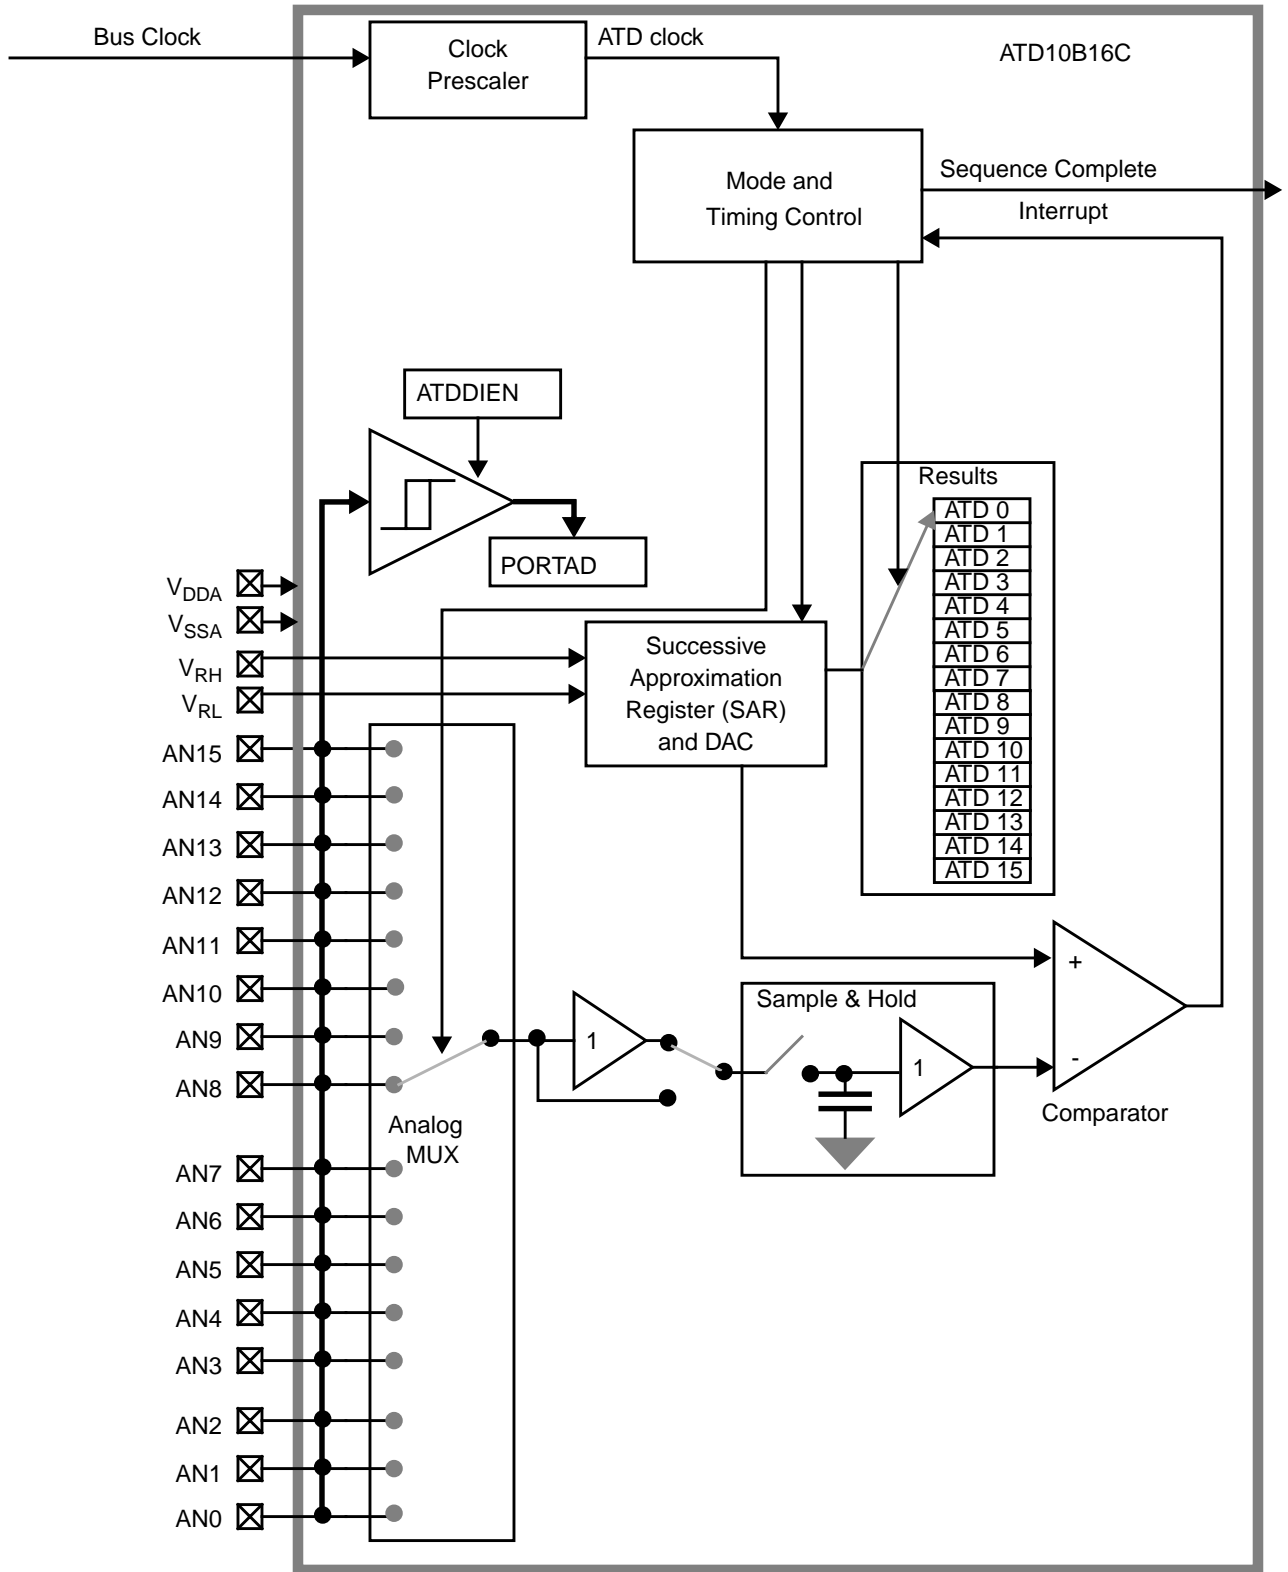 Bus Clock
Clock
Prescaler
ATD clock
ATD10B16C
Mode and
Timing Control
Sequence Complete
Interrupt
ATDDIEN
PORTAD
Results
ATD 0
ATD 1
ATD 2
ATD 3
ATD 4
ATD 5
ATD 6
ATD 7
ATD 8
ATD 9
ATD 10
ATD 11
ATD 12
ATD 13
ATD 14
ATD 15
VDDA
VSSA
VRH
VRL
Successive
Approximation
Register (SAR)
and DAC
AN15
AN14
AN13
AN12
AN11
AN10
AN9
AN8
AN7
AN6
AN5
AN4
AN3
AN2
AN1
AN0
Analog
MUX
1
Sample & Hold
1
+
-
Comparator